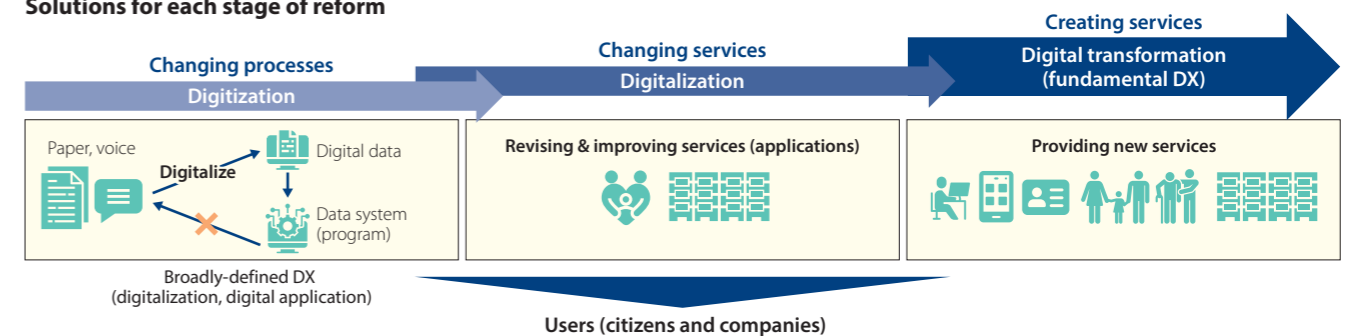 Solutions for each stage of reform
Changing processes
Digitization
Changing services
Digitalization
Creating services
Digital transformation
(fundamental DX)
Paper, voice
Digitalize
Digital data
Data system
(program)
Revising & improving services (applications)
Providing new services
Broadly-defined DX
(digitalization, digital application)
Users (citizens and companies)